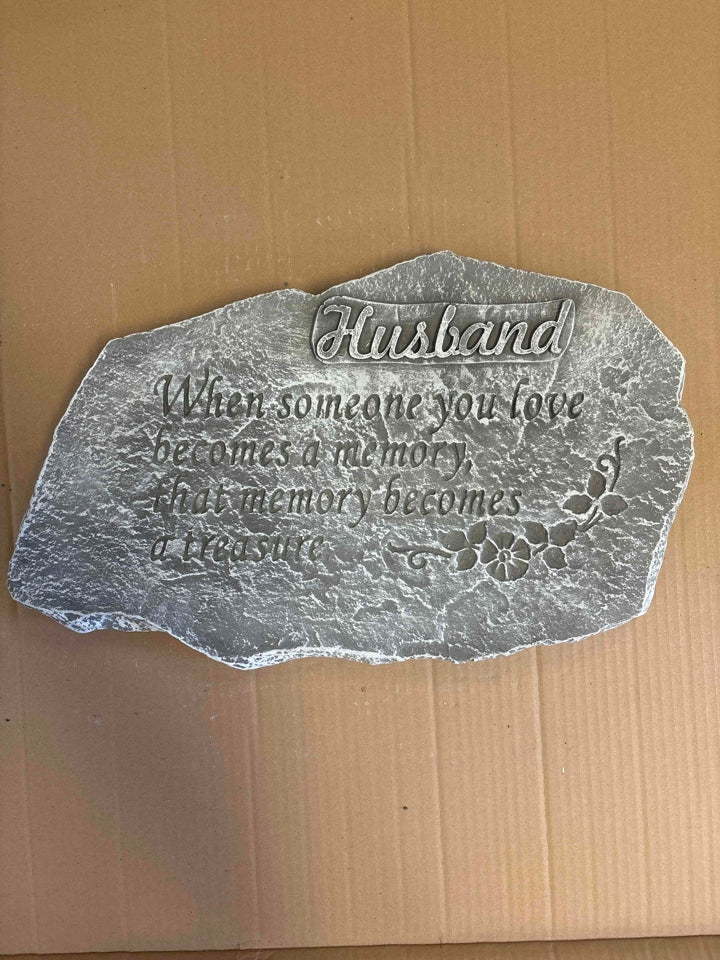 Husband
When someone you love
becomes a memory,
that memory becomes
a treasure